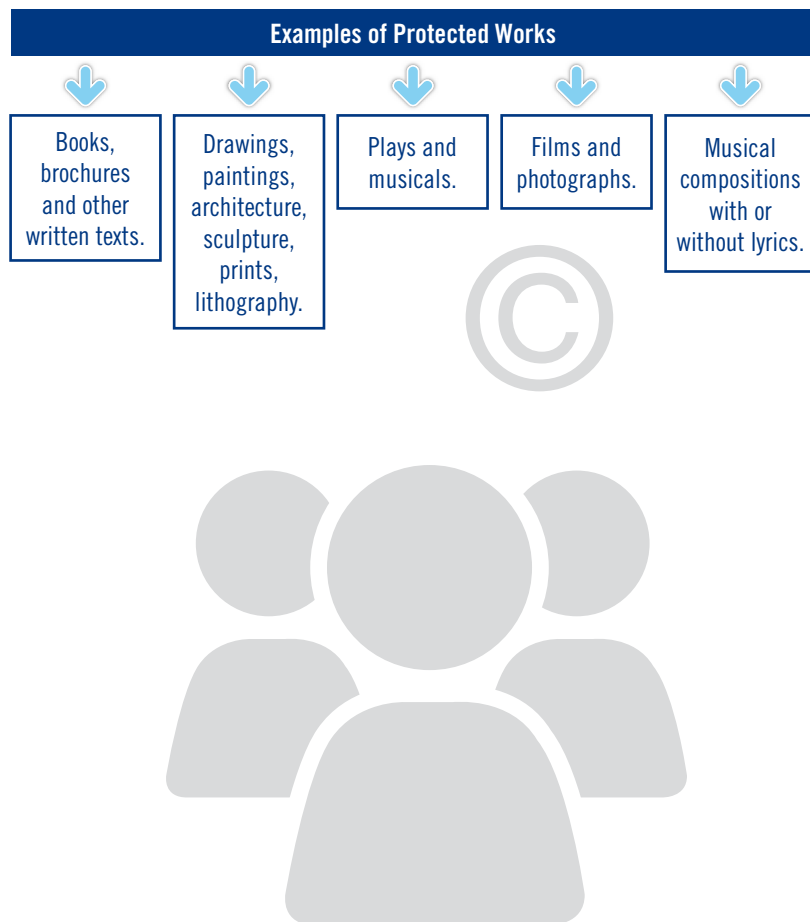 Examples of Protected Works
Books,
brochures
and other
written texts.
Drawings,
paintings,
architecture,
sculpture,
prints,
lithography.
Plays and
musicals.
Films and
photographs.
Musical
compositions
with or
without lyrics.
©